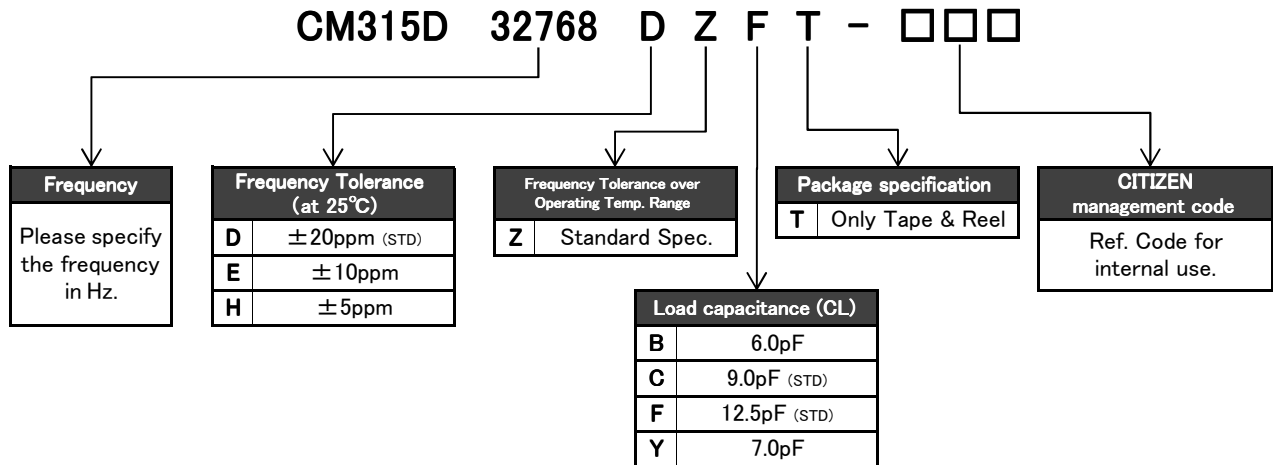 CM315D 32768 D Z F T - □□□
Frequency
Please specify
the frequency
in Hz.
Frequency Tolerance
(at 25℃)
D ±20ppm (STD)
E ±10ppm
H ±5ppm
Frequency Tolerance over
Operating Temp. Range
Z Standard Spec.
Package specification
T Only Tape & Reel
CITIZEN
management code
Ref. Code for
internal use.
Load capacitance (CL)
B 6.0pF
C 9.0pF (STD)
F 12.5pF (STD)
Y 7.0pF